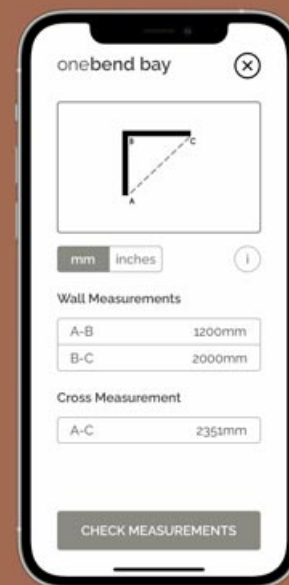 onebend bay
B
C
A
mm inches i
Wall Measurements
A-B 1200mm
B-C 2000mm
Cross Measurement
A-C 2351mm
CHECK MEASUREMENTS